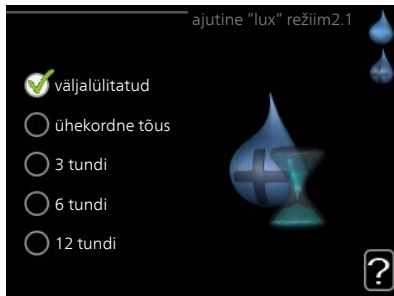 ajutine "lux" režiim2.1
väljalülitatud
ühekordne tõus
3 tundi
6 tundi
12 tundi
?